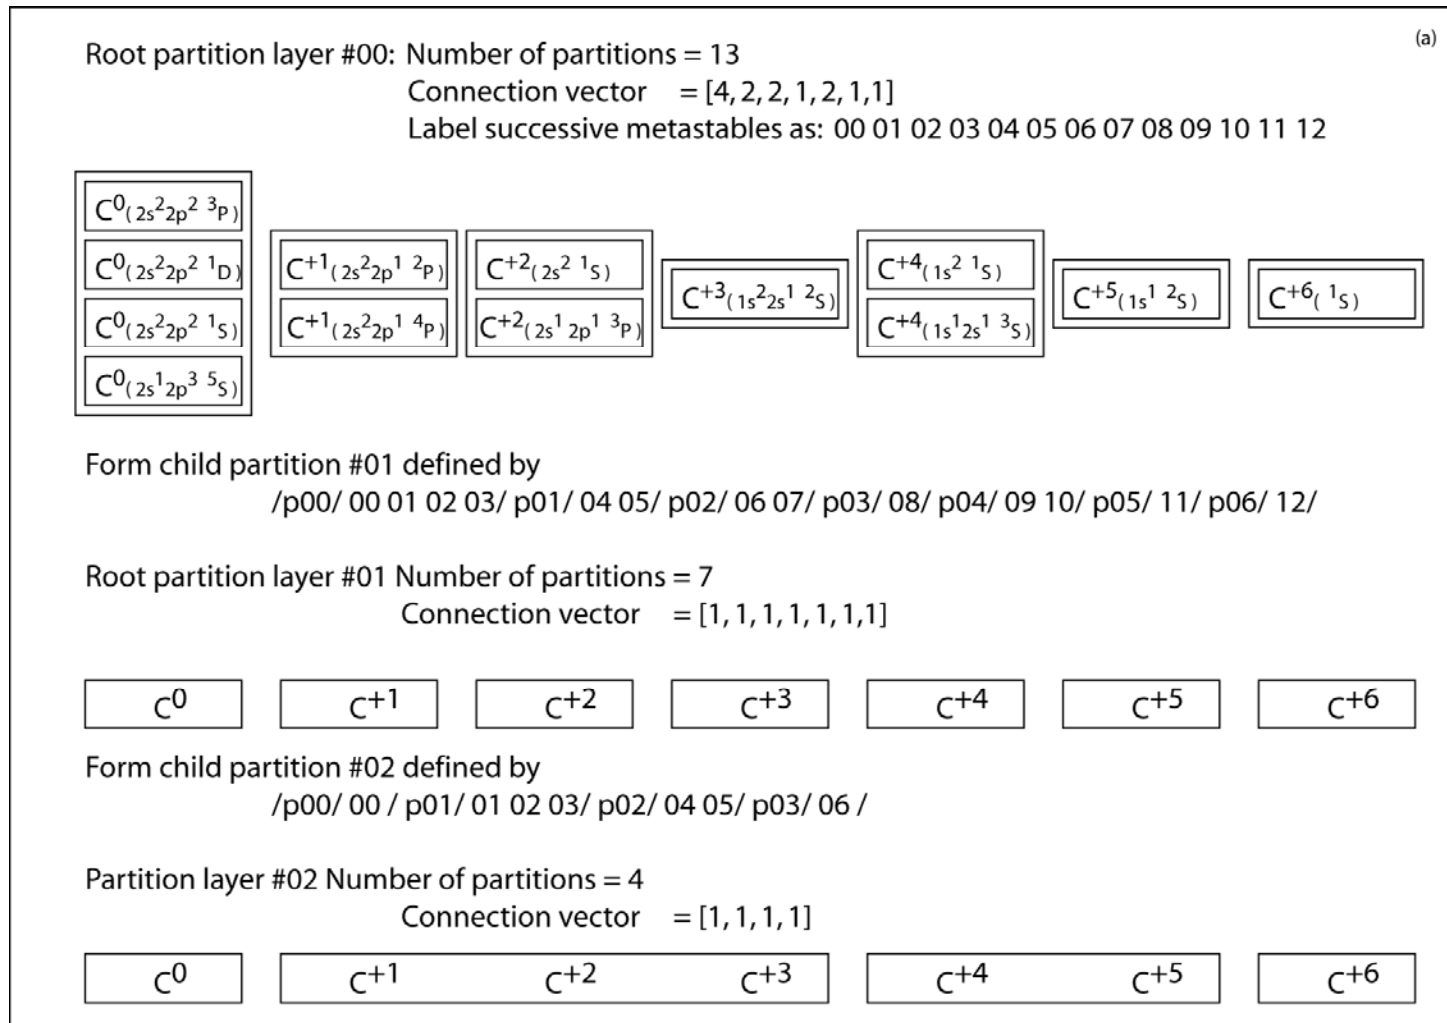 (a)
Root partition layer #00: Number of partitions = 13
Connection vector = [4, 2, 2, 1, 2, 1,1]
Label successive metastables as: 00 01 02 03 04 05 06 07 08 09 10 11 12
C⁰(2s²2p² ³P)
C⁰(2s²2p² ¹D)
C⁰(2s²2p² ¹S)
C⁰(2s¹2p³ ⁵S)
C⁺¹(2s²2p¹ ²P)
C⁺¹(2s²2p¹ ⁴P)
C⁺²(2s² ¹S)
C⁺²(2s¹ 2p¹ ³P)
C⁺³(1s²2s¹ ²S)
C⁺⁴(1s² ¹S)
C⁺⁴(1s¹2s¹ ³S)
C⁺⁵(1s¹ ²S)
C⁺⁶( ¹S)
Form child partition #01 defined by
/p00/ 00 01 02 03/ p01/ 04 05/ p02/ 06 07/ p03/ 08/ p04/ 09 10/ p05/ 11/ p06/ 12/
Root partition layer #01 Number of partitions = 7
Connection vector = [1, 1, 1, 1, 1, 1,1]
C⁰ C⁺¹ C⁺² C⁺³ C⁺⁴ C⁺⁵ C⁺⁶
Form child partition #02 defined by
/p00/ 00 / p01/ 01 02 03/ p02/ 04 05/ p03/ 06 /
Partition layer #02 Number of partitions = 4
Connection vector = [1, 1, 1, 1]
C⁰ C⁺¹ C⁺² C⁺³ C⁺⁴ C⁺⁵ C⁺⁶